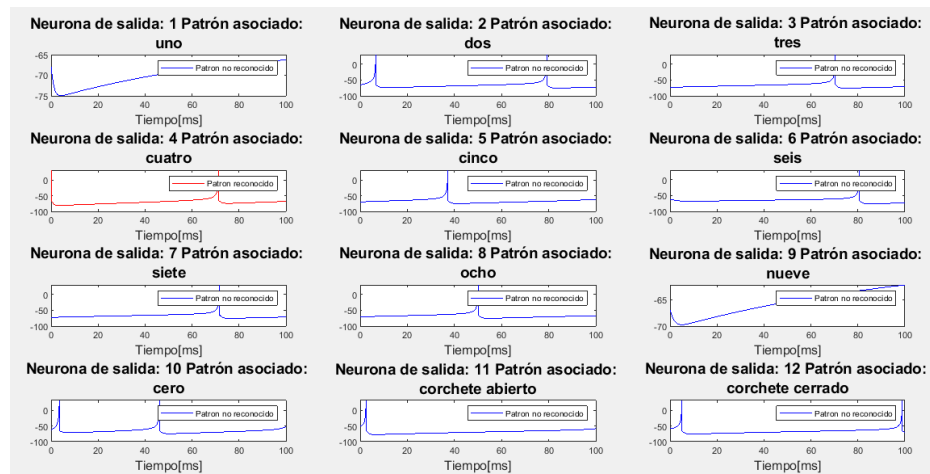 Neurona de salida: 1 Patrón asociado:
uno
-65
-70
-75
Patron no reconocido
0 20 40 60 80 100
Tiempo[ms]
Neurona de salida: 2 Patrón asociado:
dos
0
-50
-100
Patron no reconocido
0 20 40 60 80 100
Tiempo[ms]
Neurona de salida: 3 Patrón asociado:
tres
0
-50
-100
Patron no reconocido
0 20 40 60 80 100
Tiempo[ms]
Neurona de salida: 4 Patrón asociado:
cuatro
0
-50
-100
Patron reconocido
0 20 40 60 80 100
Tiempo[ms]
Neurona de salida: 5 Patrón asociado:
cinco
0
-50
-100
Patron no reconocido
0 20 40 60 80 100
Tiempo[ms]
Neurona de salida: 6 Patrón asociado:
seis
0
-50
-100
Patron no reconocido
0 20 40 60 80 100
Tiempo[ms]
Neurona de salida: 7 Patrón asociado:
siete
0
-50
-100
Patron no reconocido
0 20 40 60 80 100
Tiempo[ms]
Neurona de salida: 8 Patrón asociado:
ocho
0
-50
-100
Patron no reconocido
0 20 40 60 80 100
Tiempo[ms]
Neurona de salida: 9 Patrón asociado:
nueve
-65
-70
Patron no reconocido
0 20 40 60 80 100
Tiempo[ms]
Neurona de salida: 10 Patrón asociado:
cero
0
-50
-100
Patron no reconocido
0 20 40 60 80 100
Tiempo[ms]
Neurona de salida: 11 Patrón asociado:
corchete abierto
0
-50
-100
Patron no reconocido
0 20 40 60 80 100
Tiempo[ms]
Neurona de salida: 12 Patrón asociado:
corchete cerrado
0
-50
-100
Patron no reconocido
0 20 40 60 80 100
Tiempo[ms]